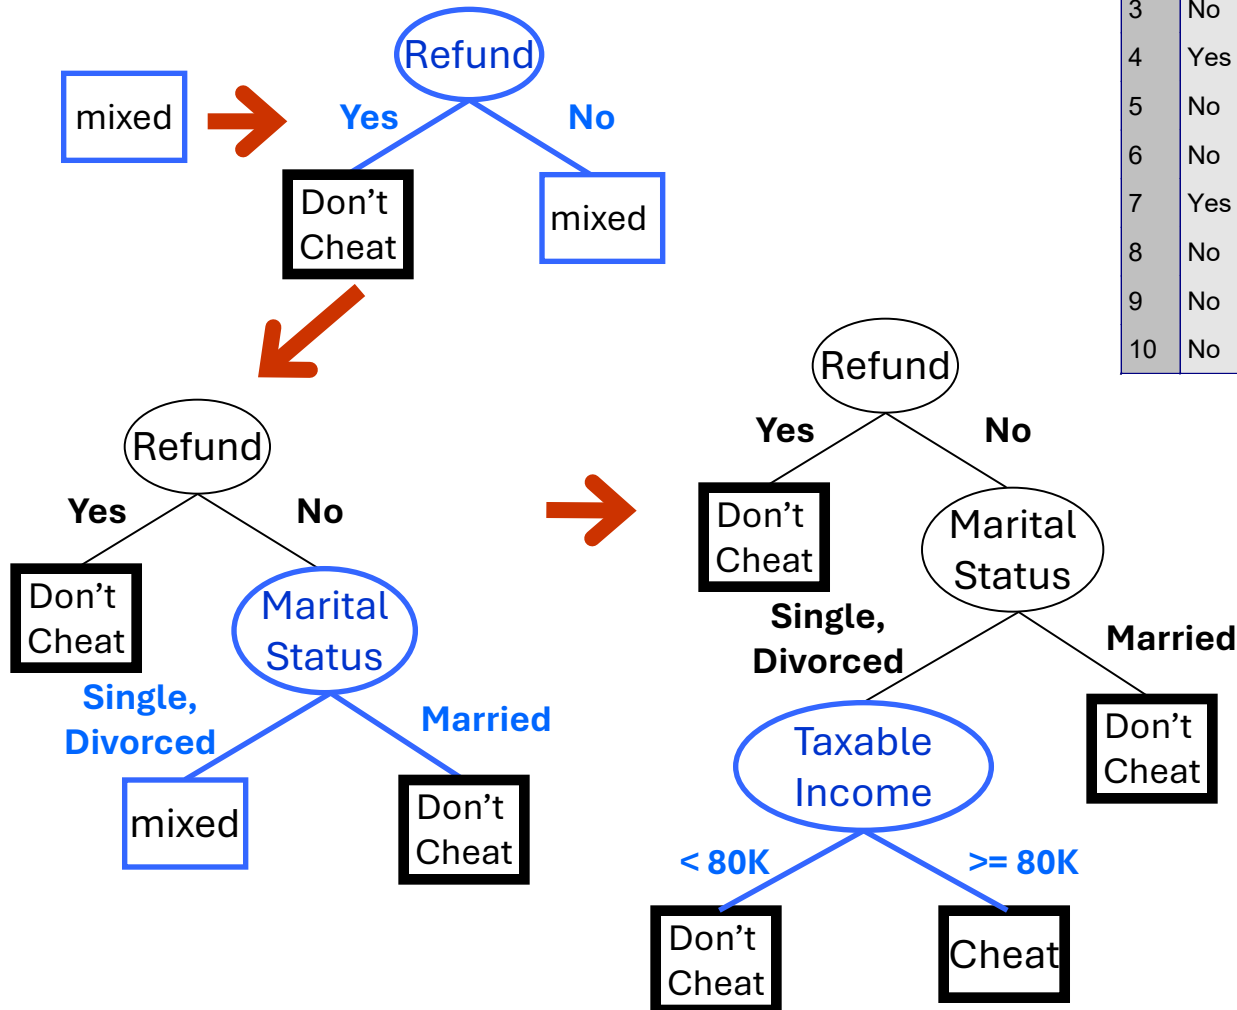 mixed
Refund
Yes
No
Don't
Cheat
mixed
3 No
4 Yes
5 No
6 No
7 Yes
8 No
9 No
10 No
Refund
Yes
No
Don't
Cheat
Marital
Status
Single,
Divorced
Married
mixed
Don't
Cheat
Refund
Yes
No
Don't
Cheat
Marital
Status
Single,
Divorced
Married
Taxable
Income
Don't
Cheat
< 80K
>= 80K
Don't
Cheat
Cheat